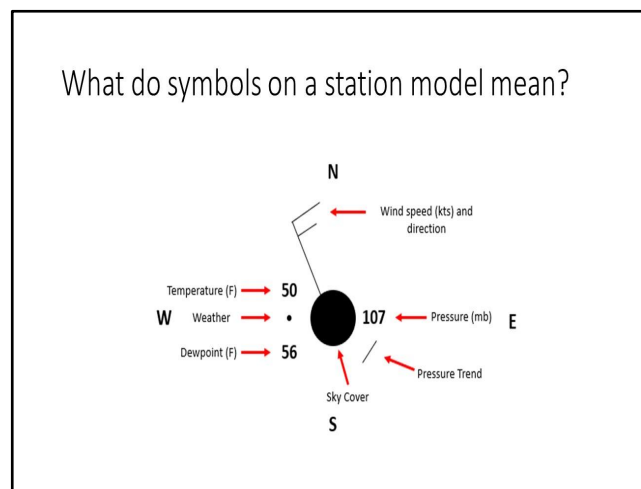 What do symbols on a station model mean?
N
Wind speed (kts) and
direction
Temperature (F)
50
W
Weather
107
Pressure (mb)
E
Dewpoint (F)
56
Pressure Trend
Sky Cover
S